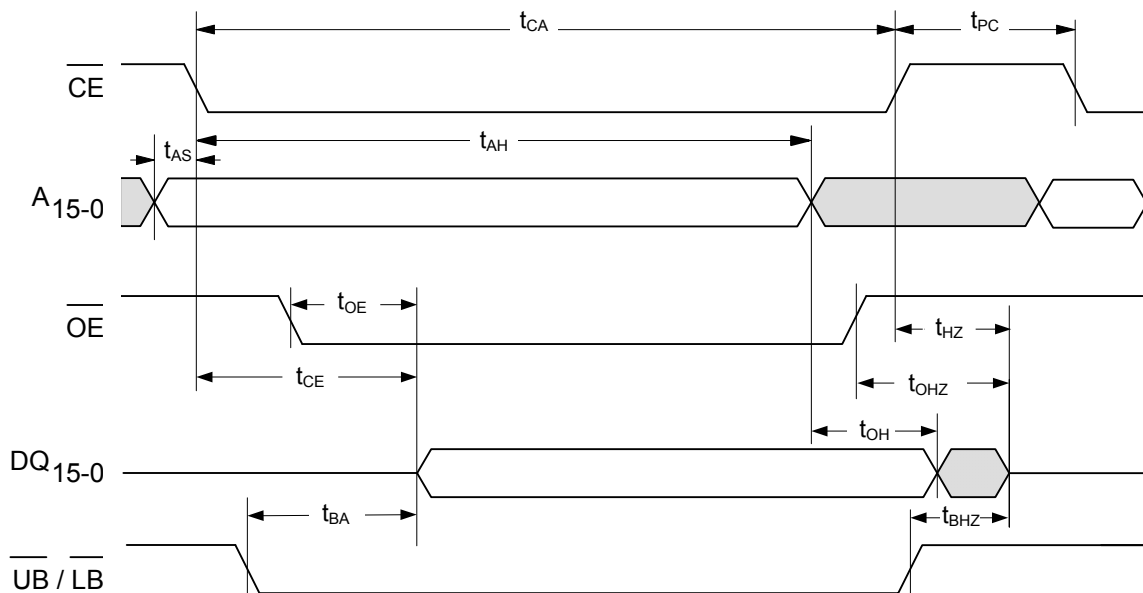 tCA
tPC
CE
tAS
tAH
A15-0
tOE
OE
tHZ
tCE
tOHZ
tOH
DQ15-0
tBA
tBHZ
UB / LB